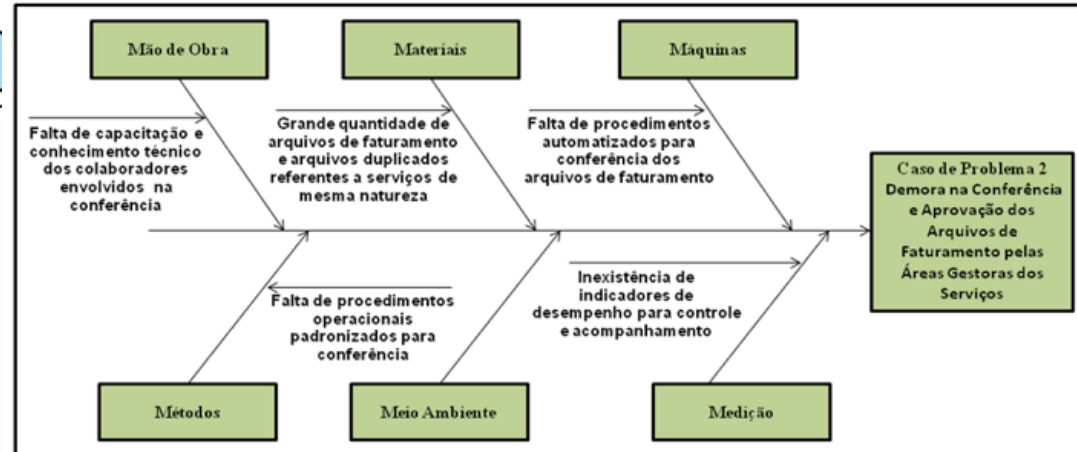 Mão de Obra
Materiais
Máquinas
Falta de capacitação e
conhecimento técnico
dos colaboradores
envolvidos na
conferência
Grande quantidade de
arquivos de faturamento
e arquivos duplicados
referentes a serviços de
mesma natureza
Falta de procedimentos
automatizados para
conferência dos
arquivos de faturamento
Caso de Problema 2
Demora na Conferência
e Aprovação dos
Arquivos de
Faturamento pelas
Áreas Gestoras dos
Serviços
Falta de procedimentos
operacionais
padronizados para
conferência
Inexistência de
indicadores de
desempenho para controle
e acompanhamento
Métodos
Meio Ambiente
Medição